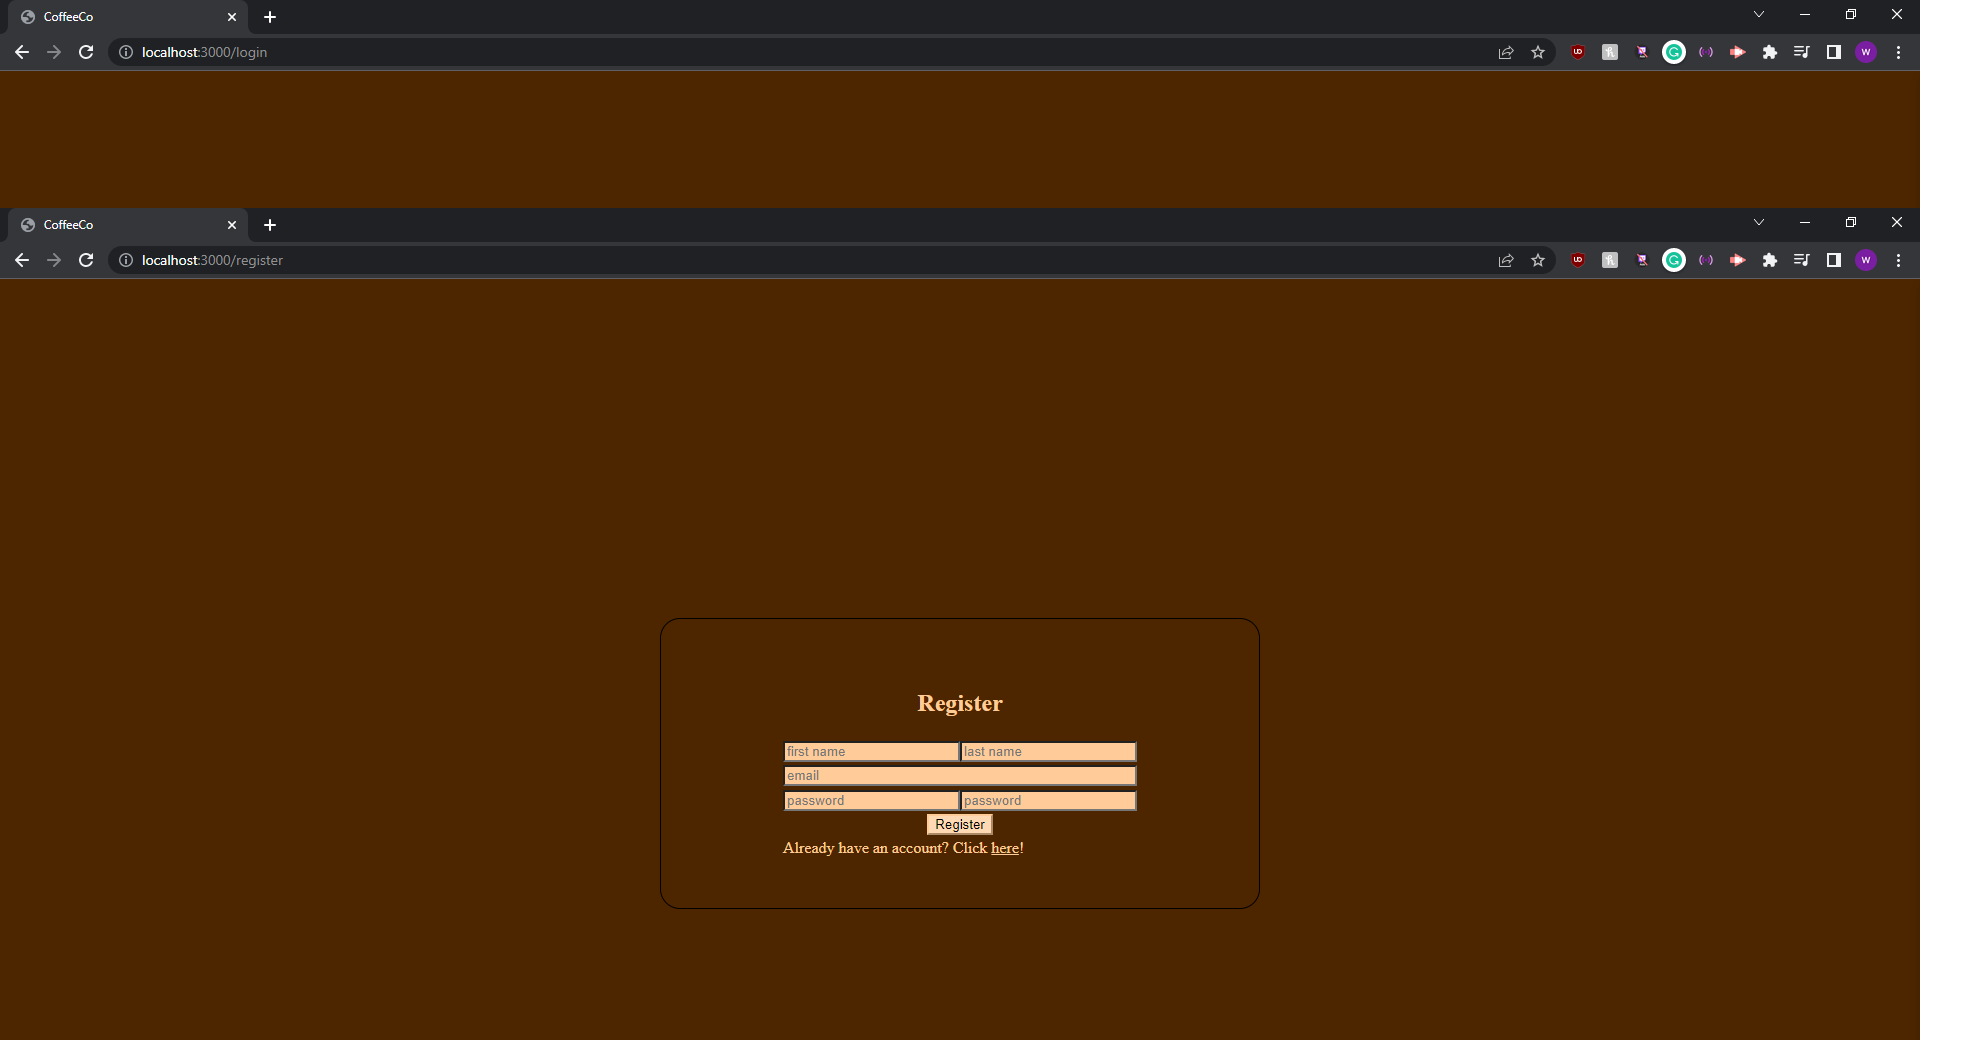 CoffeeCo
localhost:3000/login
W
CoffeeCo
localhost:3000/register
W
Register
first name last name
email
password password
Register
Already have an account? Click here!